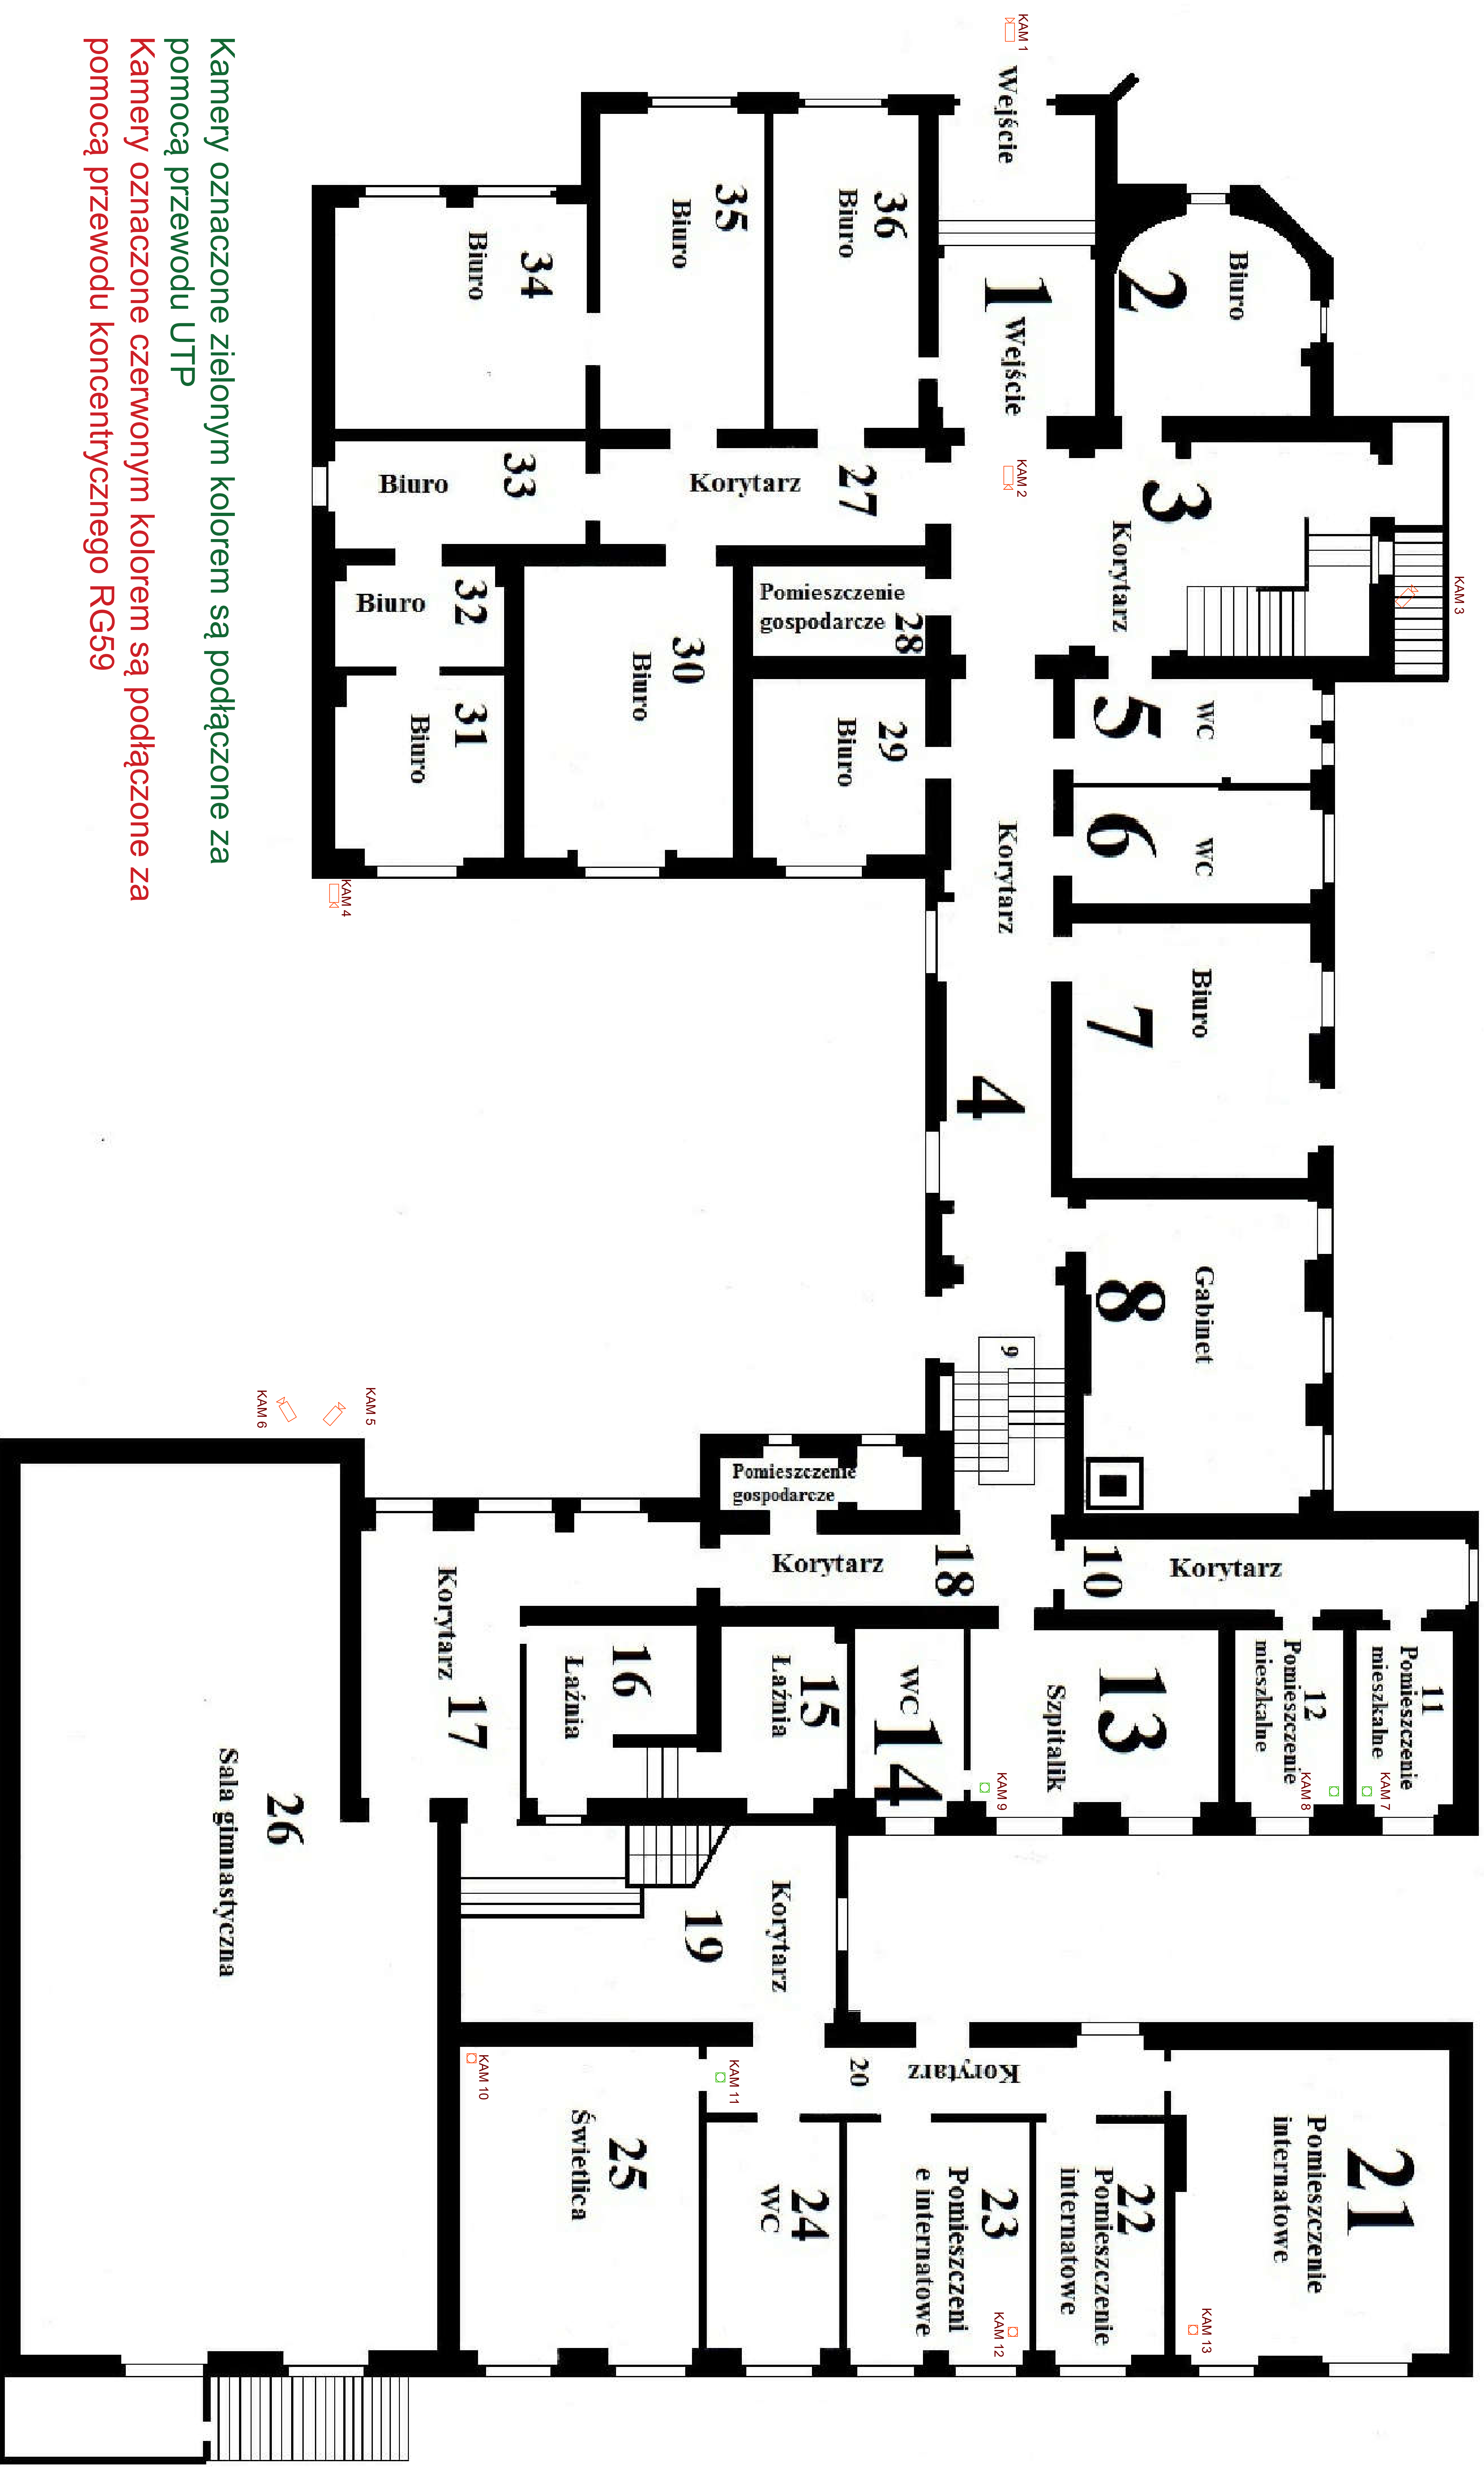 KAM 1
Wejście
Biuro
2
1
Wejście
36
Biuro
35
Biuro
34
Biuro
KAM 2
3
Korytarz
KAM 3
27
Korytarz
33
Biuro
Pomieszczenie
gospodarcze
28
32
Biuro
30
Biuro
31
Biuro
29
Biuro
WC
5
WC
6
Korytarz
KAM 4
Biuro
7
4
Gabinet
8
9
KAM 5
KAM 6
Pomieszczenie
gospodarcze
Korytarz
18
10
Korytarz
11
Pomieszczenie
mieszkalne
KAM 7
12
Pomieszczenie
mieszkalne
KAM 8
13
Szpitalik
KAM 9
WC
14
15
Łaźnia
16
Łaźnia
Korytarz
17
26
Sala gimnastyczna
Korytarz
19
20
Korytarz
KAM 10
KAM 11
21
Pomieszczenie
internatowe
KAM 13
22
Pomieszczenie
internatowe
23
Pomieszczeni
e internatowe
KAM 12
24
WC
25
Świetlica
Kamery oznaczone zielonym kolorem są podłączone za
pomocą przewodu UTP
Kamery oznaczone czerwonym kolorem są podłączone za
pomocą przewodu koncentrycznego RG59